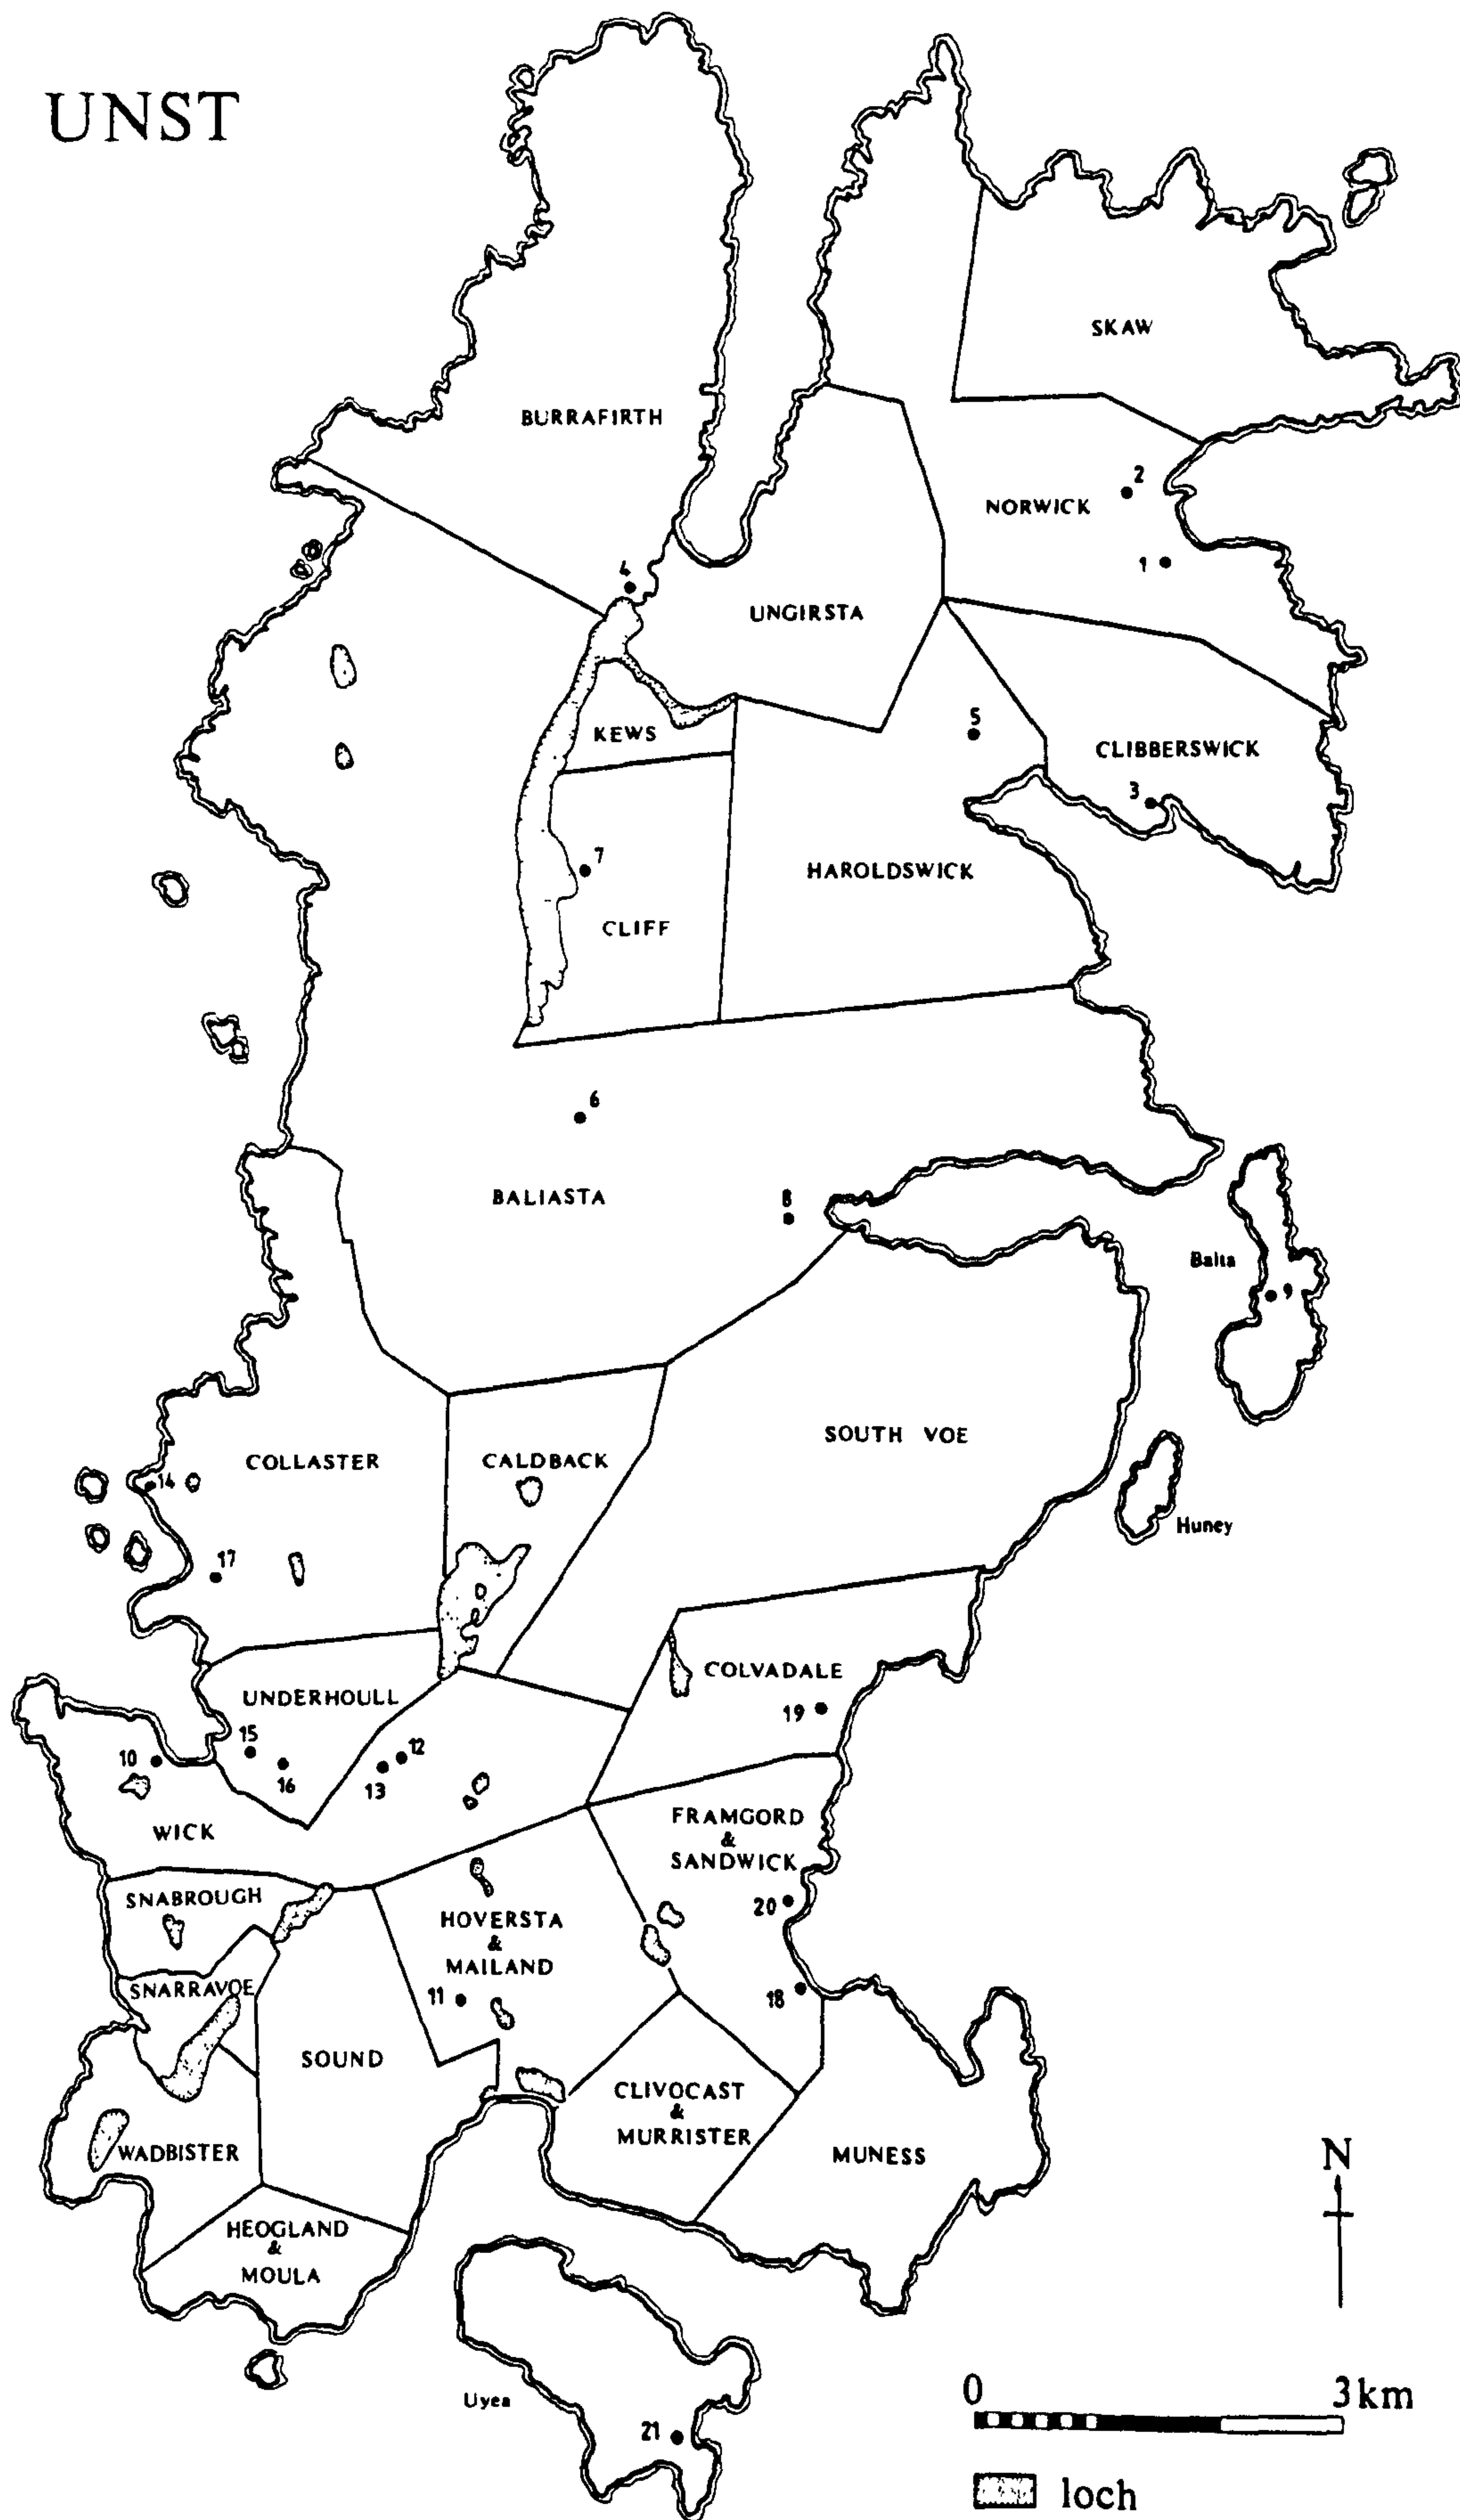 UNST
SKAW
BURRAFIRTH
2
NORWICK
1
4
UNGIRSTA
5
KEWS
CLIBBERSWICK
3
7
HAROLDSWICK
CLIFF
6
BALIASTA
8
Balta
9
SOUTH VOE
COLLASTER
CALDBACK
14
Huney
17
COLVADALE
UNDERHOULL
19
15
12
10
16
13
FRAMGORD
&
SANDWICK
WICK
SNABROUGH
20
HOVERSTA
&
MAILAND
SNARRAVOE
11
18
SOUND
CLIVOCAST
&
MURRISTER
WADBISTER
MUNESS
N
HEOGLAND
&
MOULA
Uyea
0
3km
21
loch